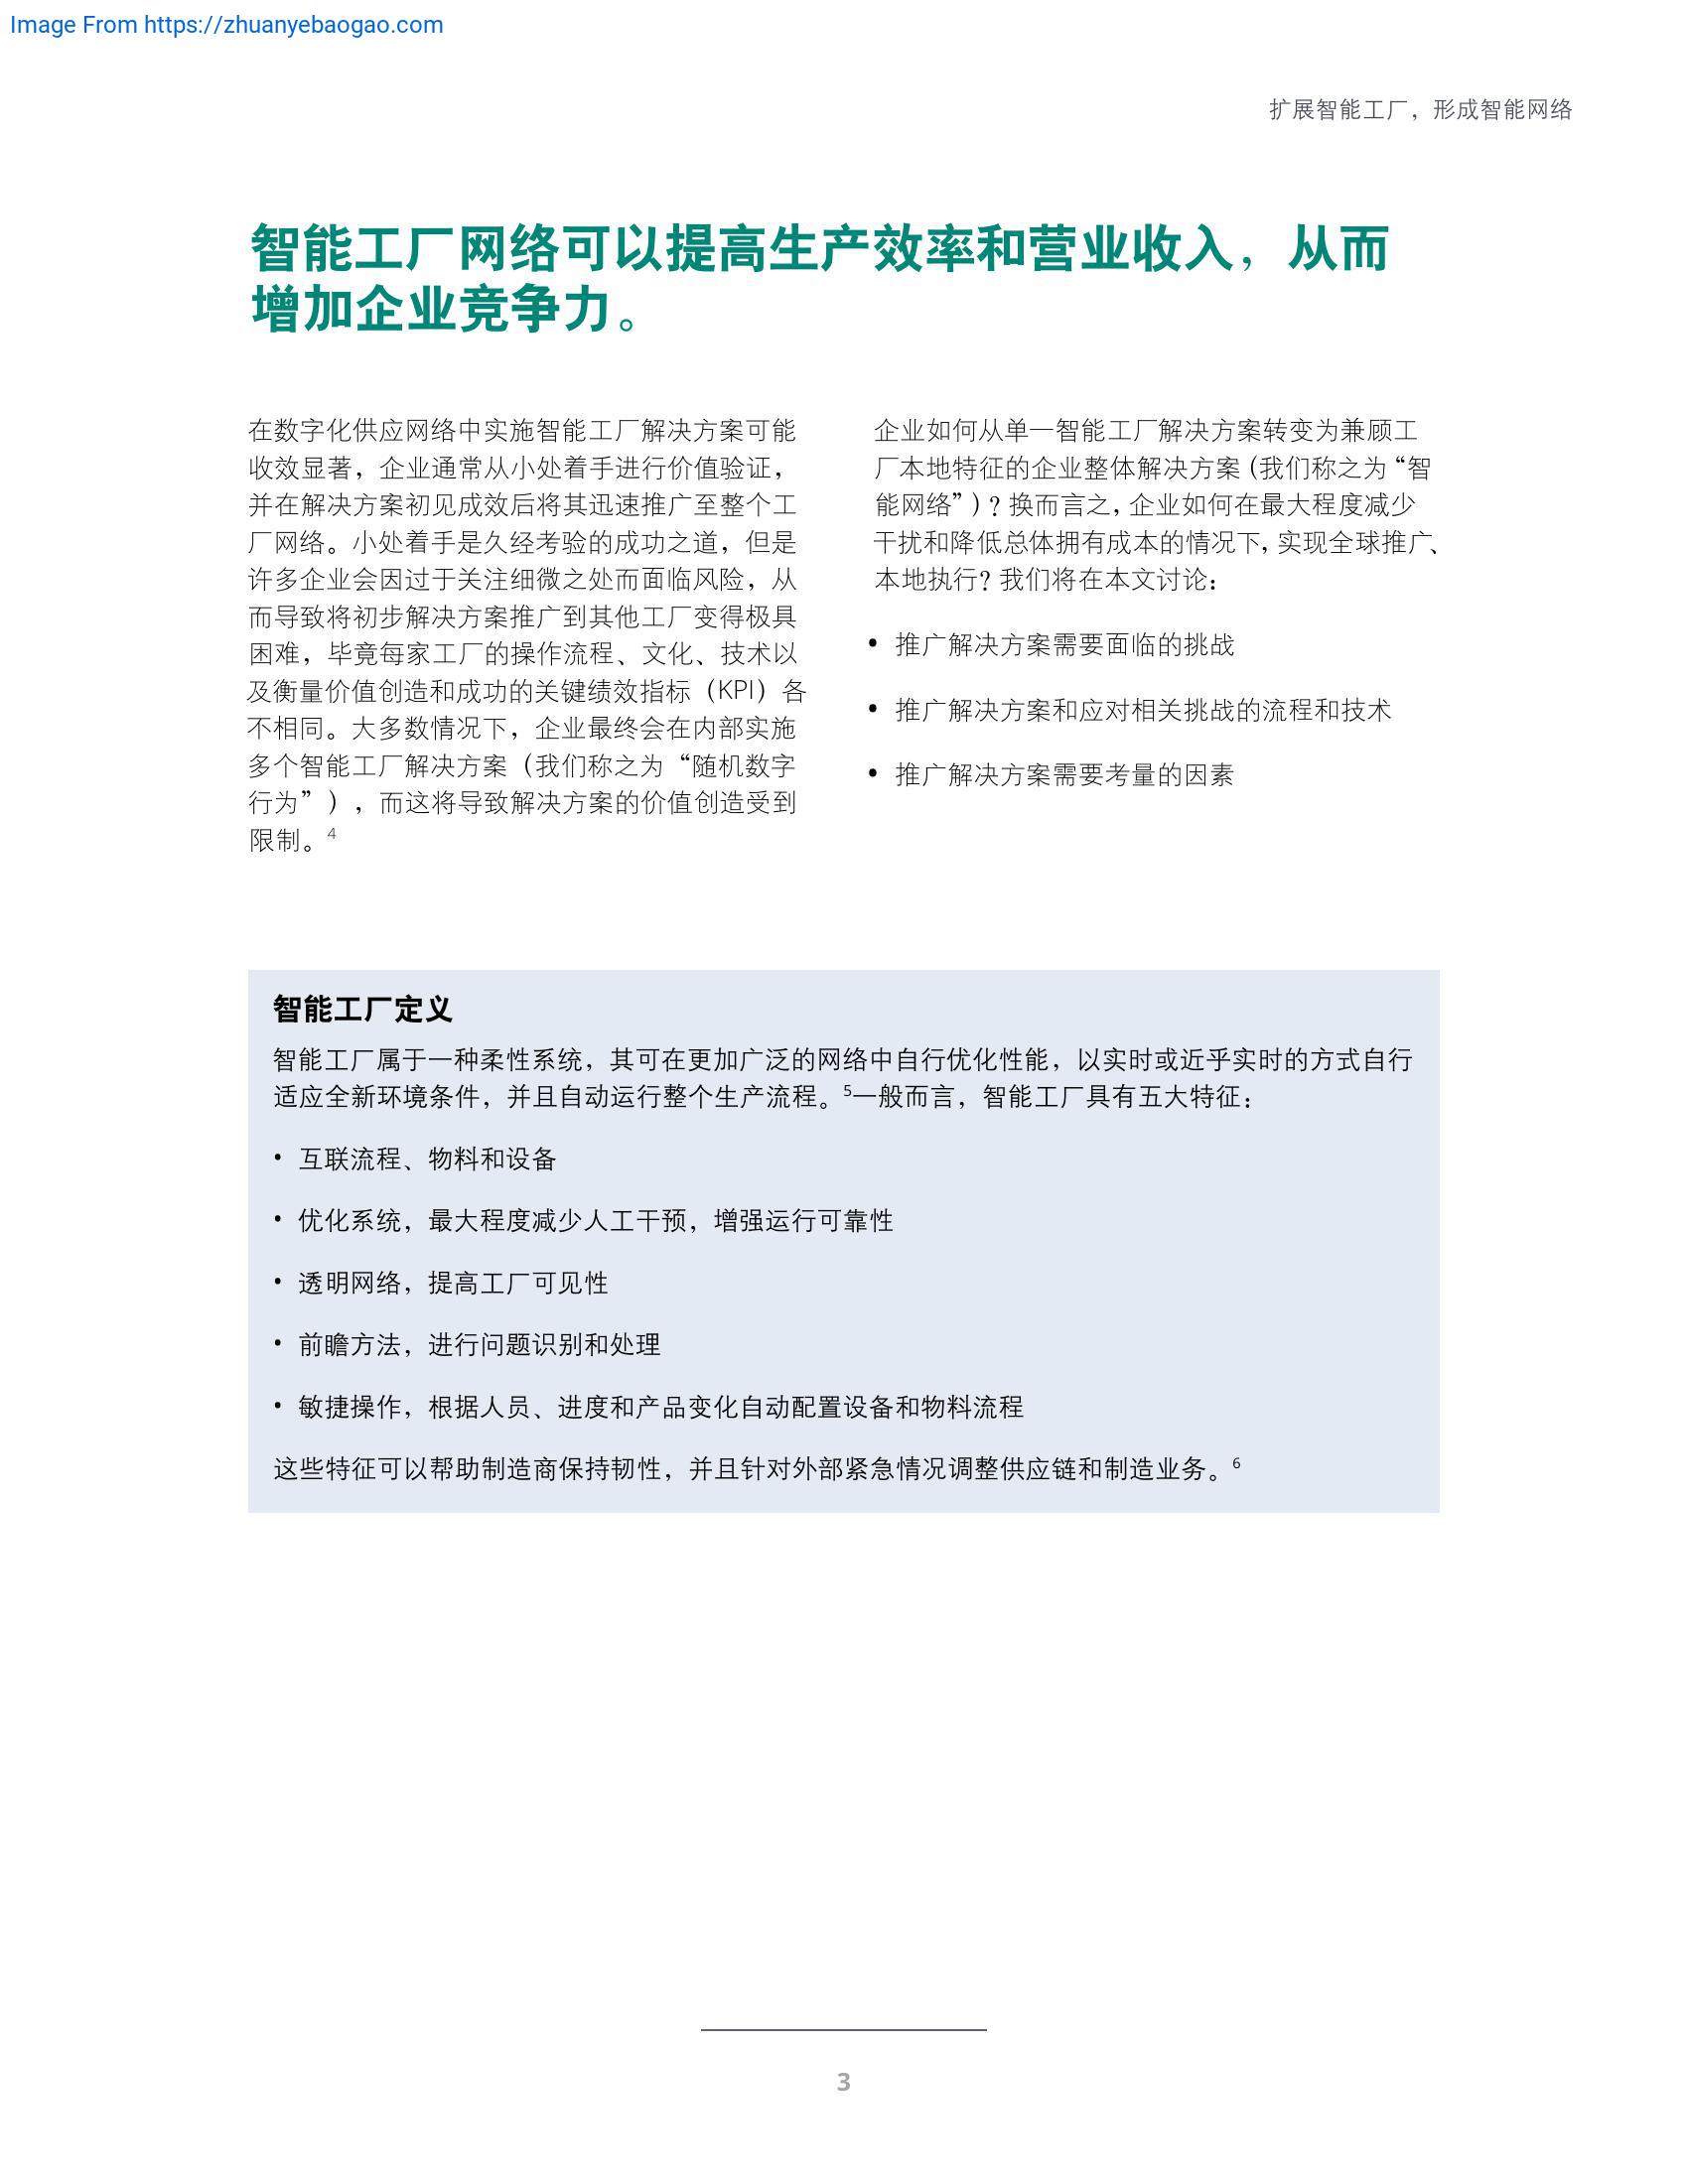 Image From https://zhuanyebaogao.com
扩展智能工厂，形成智能网络
智能工厂网络可以提高生产效率和营业收入，从而
增加企业竞争力。
在数字化供应网络中实施智能工厂解决方案可能
收效显著，企业通常从小处着手进行价值验证，
并在解决方案初见成效后将其迅速推广至整个工
厂网络。小处着手是久经考验的成功之道，但是
许多企业会因过于关注细微之处而面临风险，从
而导致将初步解决方案推广到其他工厂变得极具
困难，毕竟每家工厂的操作流程、文化、技术以
及衡量价值创造和成功的关键绩效指标（KPI）各
不相同。大多数情况下，企业最终会在内部实施
多个智能工厂解决方案（我们称之为“随机数字
行为”），而这将导致解决方案的价值创造受到
限制。4
企业如何从单一智能工厂解决方案转变为兼顾工
厂本地特征的企业整体解决方案（我们称之为“智
能网络”）？换而言之，企业如何在最大程度减少
干扰和降低总体拥有成本的情况下，实现全球推广、
本地执行？我们将在本文讨论：
• 推广解决方案需要面临的挑战
• 推广解决方案和应对相关挑战的流程和技术
• 推广解决方案需要考量的因素
智能工厂定义
智能工厂属于一种柔性系统，其可在更加广泛的网络中自行优化性能，以实时或近乎实时的方式自行
适应全新环境条件，并且自动运行整个生产流程。5一般而言，智能工厂具有五大特征：
• 互联流程、物料和设备
• 优化系统，最大程度减少人工干预，增强运行可靠性
• 透明网络，提高工厂可见性
• 前瞻方法，进行问题识别和处理
• 敏捷操作，根据人员、进度和产品变化自动配置设备和物料流程
这些特征可以帮助制造商保持韧性，并且针对外部紧急情况调整供应链和制造业务。6
3